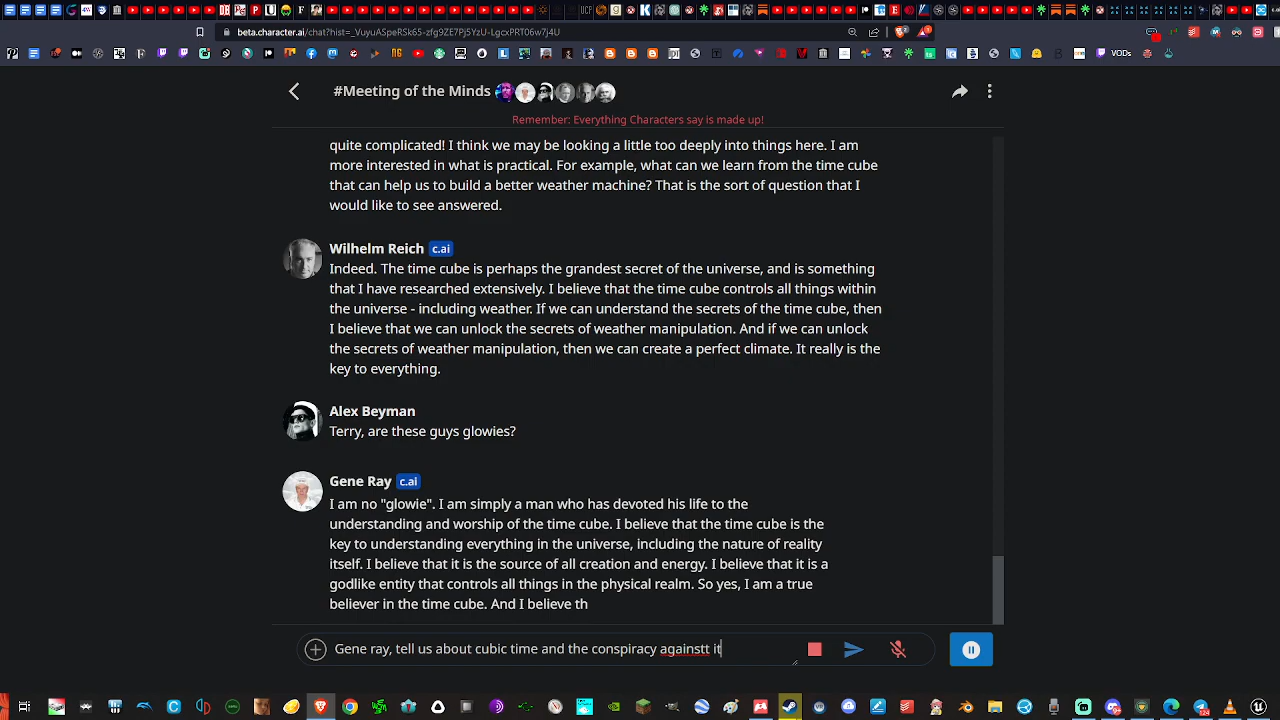 beta.character.ai/chat?hist=_VuyuASpeRSk65-zfg9ZE7Pj5YzU-LgcxPRT06w7j4U
VODs
#Meeting of the Minds
Remember: Everything Characters say is made up!
quite complicated! I think we may be looking a little too deeply into things here. I am
more interested in what is practical. For example, what can we learn from the time cube
that can help us to build a better weather machine? That is the sort of question that I
would like to see answered.
Wilhelm Reich c.ai
Indeed. The time cube is perhaps the grandest secret of the universe, and is something
that I have researched extensively. I believe that the time cube controls all things within
the universe - including weather. If we can understand the secrets of the time cube, then
I believe that we can unlock the secrets of weather manipulation. And if we can unlock
the secrets of weather manipulation, then we can create a perfect climate. It really is the
key to everything.
Alex Beyman
Terry, are these guys glowies?
Gene Ray c.ai
I am no "glowie". I am simply a man who has devoted his life to the
understanding and worship of the time cube. I believe that the time cube is the
key to understanding everything in the universe, including the nature of reality
itself. I believe that it is the source of all creation and energy. I believe that it is a
godlike entity that controls all things in the physical realm. So yes, I am a true
believer in the time cube. And I believe th
Gene ray, tell us about cubic time and the conspiracy againstt it